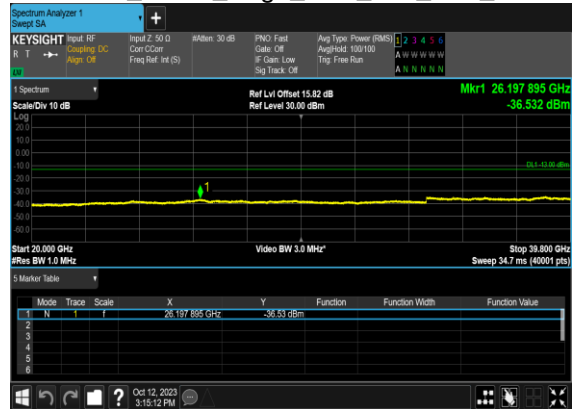 Spectrum Analyzer 1
Swept SA
+
KEYSIGHT Input: RF Input Z: 50 Ω #Atten: 30 dB PNO: Fast Avg Type: Power (RMS) 1 2 3 4 5 6
R T Coupling: DC Corr CCorr Gate: Off Avg|Hold: 100/100 A W W W W W
Align: Off Freq Ref: Int (S) IF Gain: Low Trig: Free Run A N N N N N
Sig Track: Off
1 Spectrum Ref Lvl Offset 15.82 dB Mkr1 26.197 895 GHz
Scale/Div 10 dB Ref Level 30.00 dBm -36.532 dBm
Log
20.0
10.0
0.00
-10.0 DL1 -13.00 dBm
-20.0
-30.0 1
-40.0
-50.0
-60.0
Start 20.000 GHz Video BW 3.0 MHz* Stop 39.800 GHz
#Res BW 1.0 MHz Sweep 34.7 ms (40001 pts)
5 Marker Table
Mode Trace Scale X Y Function Function Width Function Value
1 N 1 f 26.197 895 GHz -36.53 dBm
2
3
4
5
6
? Oct 12, 2023
3:15:12 PM